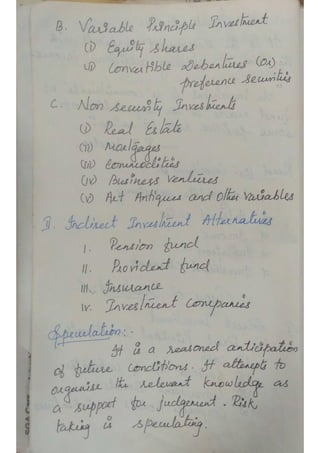 B. Variable Principle Investment
(i) Equity shares
(ii) Convertible Debentures (or)
preference securities
C. Non security Investments
(i) Real Estate
(ii) Mortgages
(iii) Commodities
(iv) Business ventures
(v) Art Antiques and Other Variables
D. Indirect Investment Alternatives
I. Pension fund
II. Provident fund
III. Insurance
IV. Investment companies
Speculation:-
It is a reasoned anticipation
of future conditions. It attempts to
organise the relevant knowledge as
a support for judgement. Risk
taking is speculating.